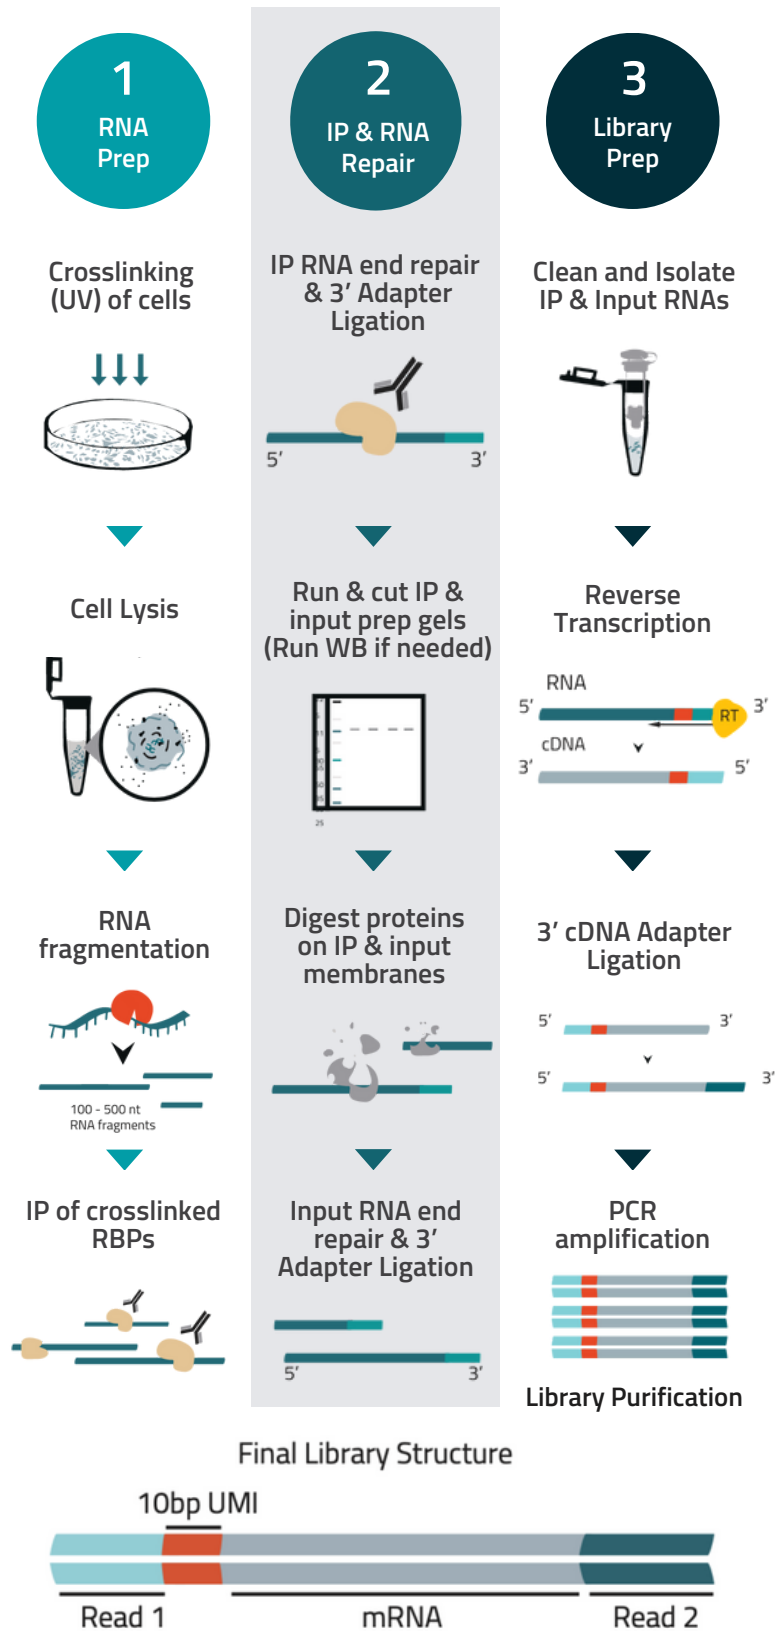 1
RNA
Prep
Crosslinking
(UV) of cells
Cell Lysis
RNA
fragmentation
100 - 500 nt
RNA fragments
IP of crosslinked
RBPs
2
IP & RNA
Repair
IP RNA end repair
& 3′ Adapter
Ligation
5′ 3′
Run & cut IP &
input prep gels
(Run WB if needed)
25
Digest proteins
on IP & input
membranes
Input RNA end
repair & 3′
Adapter Ligation
5′ 3′
3
Library
Prep
Clean and Isolate
IP & Input RNAs
Reverse
Transcription
RNA
5′ RT 3′
cDNA
3′ 5′
3′ cDNA Adapter
Ligation
5′ 3′
5′ 3′
PCR
amplification
Library Purification
Final Library Structure
10bp UMI
Read 1 mRNA Read 2